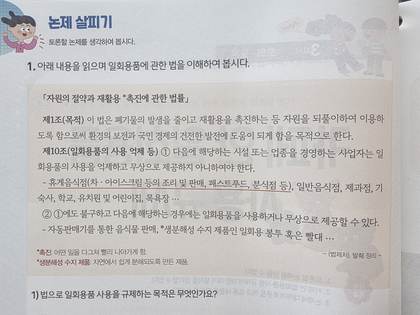 논제 살피기
토론할 논제를 생각하여 봅시다.
1. 아래 내용을 읽으며 일회용품에 관한 법을 이해하여 봅시다.
「자원의 절약과 재활용 *촉진에 관한 법률」
제1조(목적) 이 법은 폐기물의 발생을 줄이고 재활용을 촉진하는 등 자원을 되풀이하여 이용하
도록 함으로써 환경의 보전과 국민 경제의 건전한 발전에 도움이 되게 함을 목적으로 한다.
제10조(일회용품의 사용 억제 등) ① 다음에 해당하는 시설 또는 업종을 경영하는 사업자는 일
회용품의 사용을 억제하고 무상으로 제공하지 아니하여야 한다.
- 휴게음식점(차 · 아이스크림 등의 조리 및 판매, 패스트푸드, 분식점 등), 일반음식점, 제과점, 기
숙사, 학교, 유치원 및 어린이집, 목욕장 …
② ①에도 불구하고 다음에 해당하는 경우에는 일회용품을 사용하거나 무상으로 제공할 수 있다.
- 자동판매기를 통한 음식물 판매, *생분해성 수지 제품인 일회용 봉투 혹은 빨대 …
*촉진: 어떤 일을 다그쳐 빨리 나아가게 함.
*생분해성 수지 제품: 자연에서 쉽게 분해되도록 만든 제품.
(법제처) 발췌 정리 -
1) 법으로 일회용품 사용을 규제하는 목적은 무엇인가요?